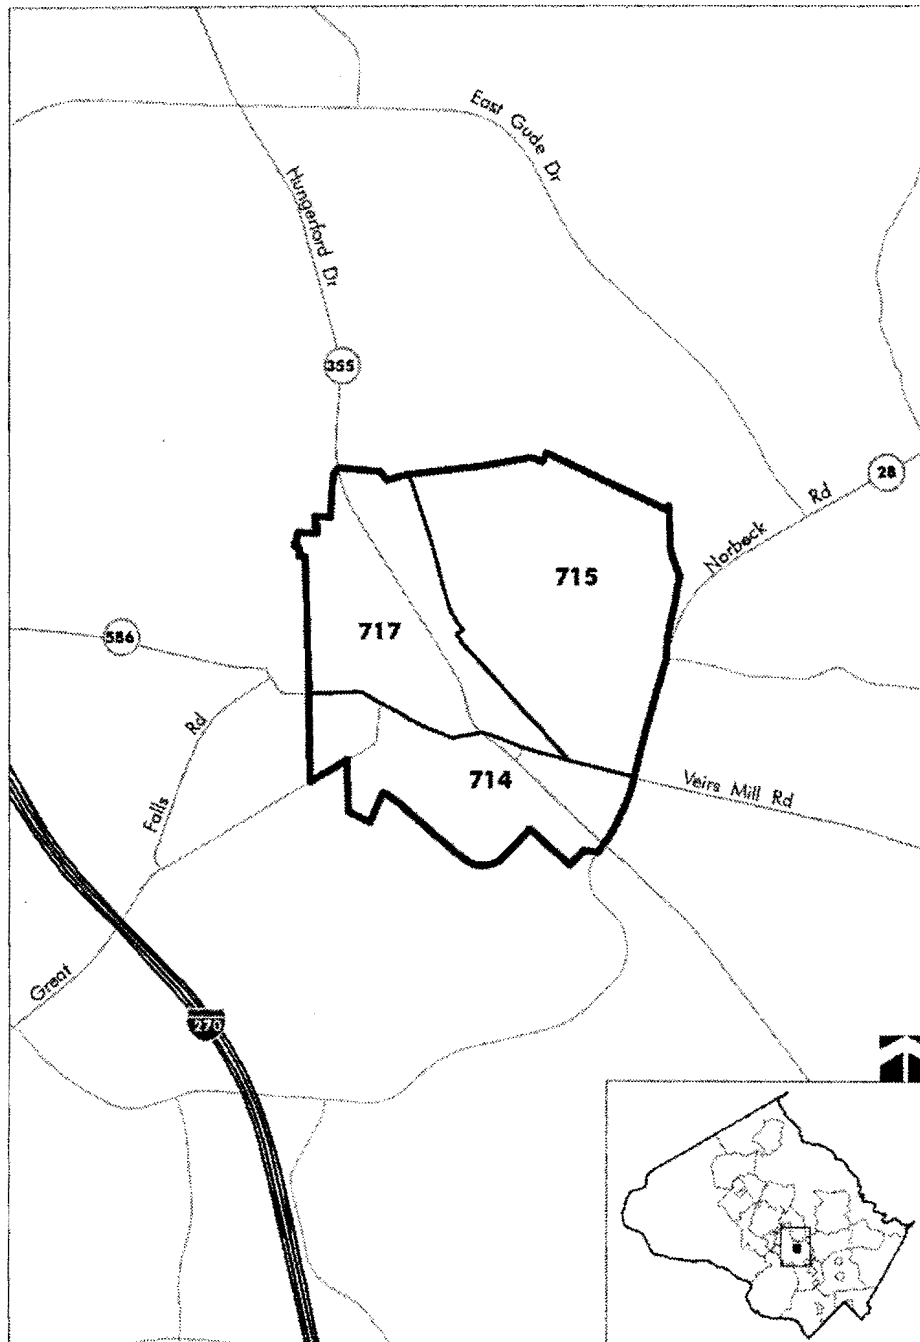 East Gude Dr
Hungerford Dr
355
28
Norbeck Rd
715
717
586
Falls Rd
714
Veirs Mill Rd
Great
270